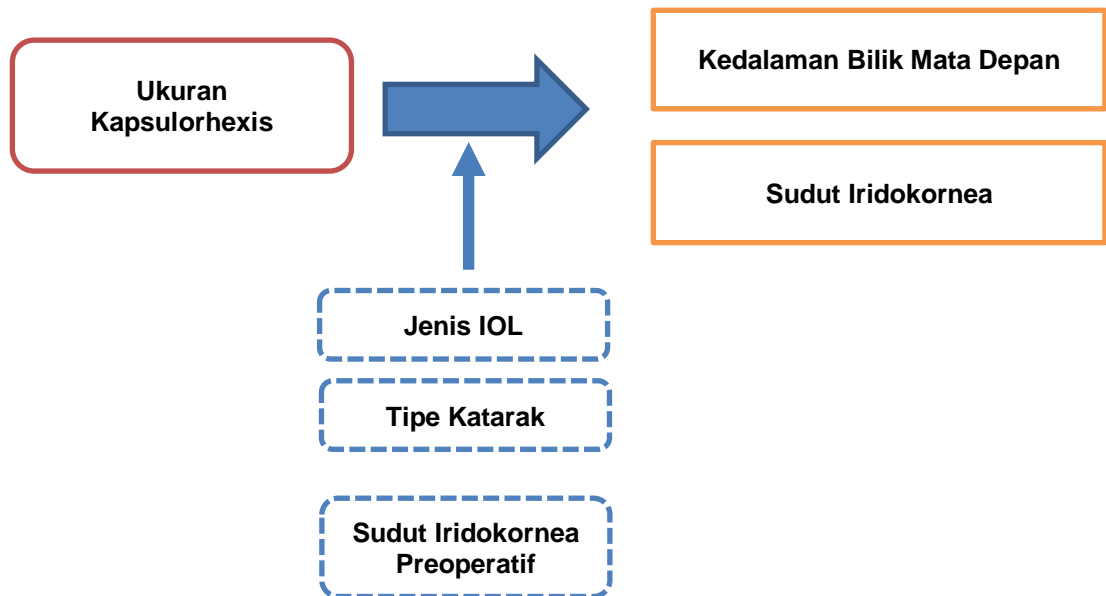 Ukuran
Kapsulorhexis
Kedalaman Bilik Mata Depan
Sudut Iridokornea
Jenis IOL
Tipe Katarak
Sudut Iridokornea
Preoperatif